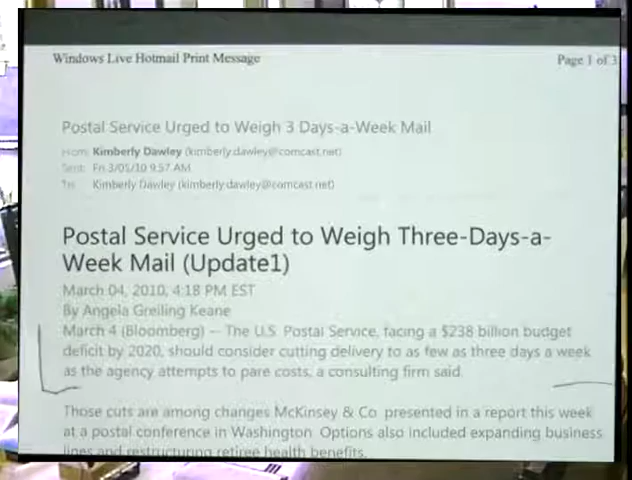 Windows Live Hotmail Print Message
Page 1 of 3
Postal Service Urged to Weigh 3 Days-a-Week Mail
From: Kimberly Dawley (kimberly.dawley@comcast.net)
Sent: Fri 3/05/10 9:57 AM
To: Kimberly Dawley (kimberly.dawley@comcast.net)
Postal Service Urged to Weigh Three-Days-a-
Week Mail (Update1)
March 04, 2010, 4:18 PM EST
By Angela Greiling Keane
March 4 (Bloomberg) -- The U.S. Postal Service, facing a $238 billion budget
deficit by 2020, should consider cutting delivery to as few as three days a week
as the agency attempts to pare costs, a consulting firm said.
Those cuts are among changes McKinsey & Co. presented in a report this week
at a postal conference in Washington. Options also included expanding business
lines and restructuring retiree health benefits.